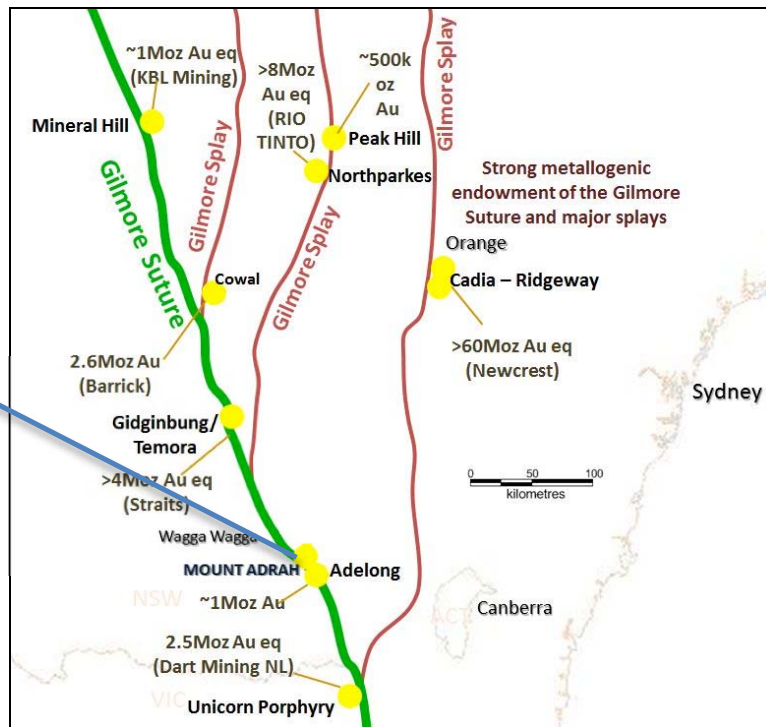 ~1Moz Au eq
(KBL Mining)
Mineral Hill
>8Moz
Au eq
(RIO
TINTO)
~500k
oz
Au
Peak Hill
Northparkes
Gilmore Splay
Gilmore Splay
Gilmore Splay
Gilmore Suture
Strong metallogenic
endowment of the Gilmore
Suture and major splays
Orange
Cadia – Ridgeway
>60Moz Au eq
(Newcrest)
Cowal
2.6Moz Au
(Barrick)
Sydney
Gidginbung/
Temora
>4Moz Au eq
(Straits)
0 50 100
kilometres
Wagga Wagga
MOUNT ADRAH
Adelong
~1Moz Au
NSW
ACT
Canberra
2.5Moz Au eq
(Dart Mining NL)
VIC
Unicorn Porphyry